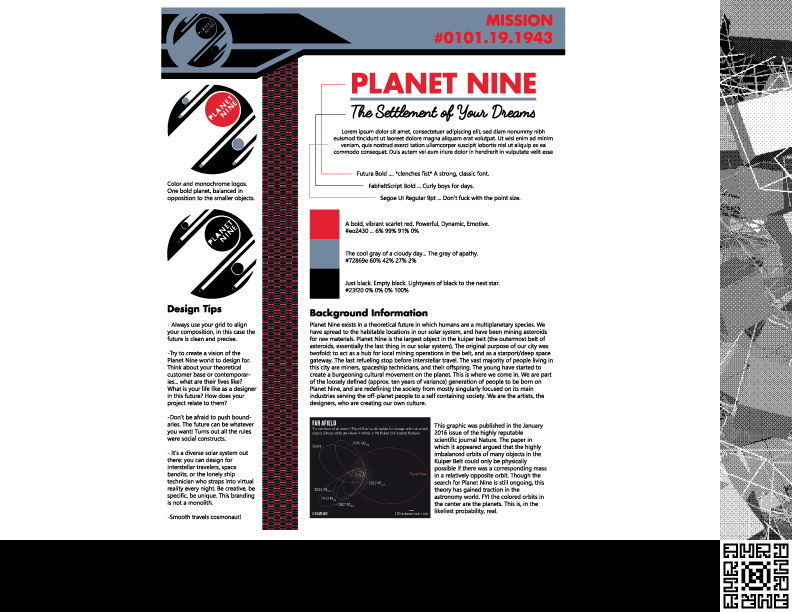 MISSION
#0101.19.1943
PLANET
NINE
Color and monochrome logos.
One bold planet, balanced in
opposition to the smaller objects.
PLANET
NINE
Design Tips
- Always use your grid to align
your composition, in this case the
future is clean and precise.
-Try to create a vision of the
Planet Nine world to design for.
Think about your theoretical
customer base or contemporar-
ies... what are their lives like?
What is your life like as a designer
in this future? How does your
project relate to them?
-Don't be afraid to push bound-
aries. The future can be whatever
you want! Turns out all the rules
were social constructs.
- It's a diverse solar system out
there: you can design for
interstellar travelers, space
bandits, or the lonely ship
technician who straps into virtual
reality every night. Be creative, be
specific, be unique. This branding
is not a monolith.
-Smooth travels cosmonaut!
PLANET NINE
The Settlement of Your Dreams
Lorem ipsum dolor sit amet, consectetuer adipiscing elit, sed diam nonummy nibh
euismod tincidunt ut laoreet dolore magna aliquam erat volutpat. Ut wisi enim ad minim
veniam, quis nostrud exerci tation ullamcorper suscipit lobortis nisl ut aliquip ex ea
commodo consequat. Duis autem vel eum iriure dolor in hendrerit in vulputate velit esse
Futura Bold .... *clenches fist* A strong, classic font.
FabFeltScript Bold ... Curly boys for days.
Segoe UI Regular 9pt ... Don't fuck with the point size.
A bold, vibrant scarlet red. Powerful, Dynamic, Emotive.
#eo2430 ... 6% 99% 91% 0%
The cool gray of a cloudy day... The gray of apathy.
#72869e 60% 42% 27% 2%
Just black. Empty black. Lightyears of black to the next star.
#23f20 0% 0% 0% 100%
Background Information
Planet Nine exists in a theoretical future in which humans are a multiplanetary species. We
have spread to the habitable locations in our solar system, and have been mining asteroids
for raw materials. Planet Nine is the largest object in the kuiper belt (the outermost belt of
asteroids, essentially the last thing in our solar system). The original purpose of our city was
twofold: to act as a hub for local mining operations in the belt, and as a starport/deep space
gateway. The last refueling stop before interstellar travel. The vast majority of people living in
this city are miners, spaceship technicians, and their offspring. The young have started to
create a burgeoning cultural movement on the planet. This is where we come in. We are part
of the loosely defined (approx. ten years of variance) generation of people to be born on
Planet Nine, and are redefining the society from mostly singularly focused on its main
industries serving the off-planet people to a self containing society. We are the artists, the
designers, who are creating our own culture.
FAR AFIELD
Sedna
Planet Nine
This graphic was published in the January
2016 issue of the highly reputable
scientific journal Nature. The paper in
which it appeared argued that the highly
imbalanced orbits of many objects in the
Kuiper Belt could only be physically
possible if there was a corresponding mass
in a relatively opposite orbit. Though the
search for Planet Nine is still ongoing, this
theory has gained traction in the
astronomy world. FYI the colored orbits in
the center are the planets. This is, in the
likeliest probability, real.